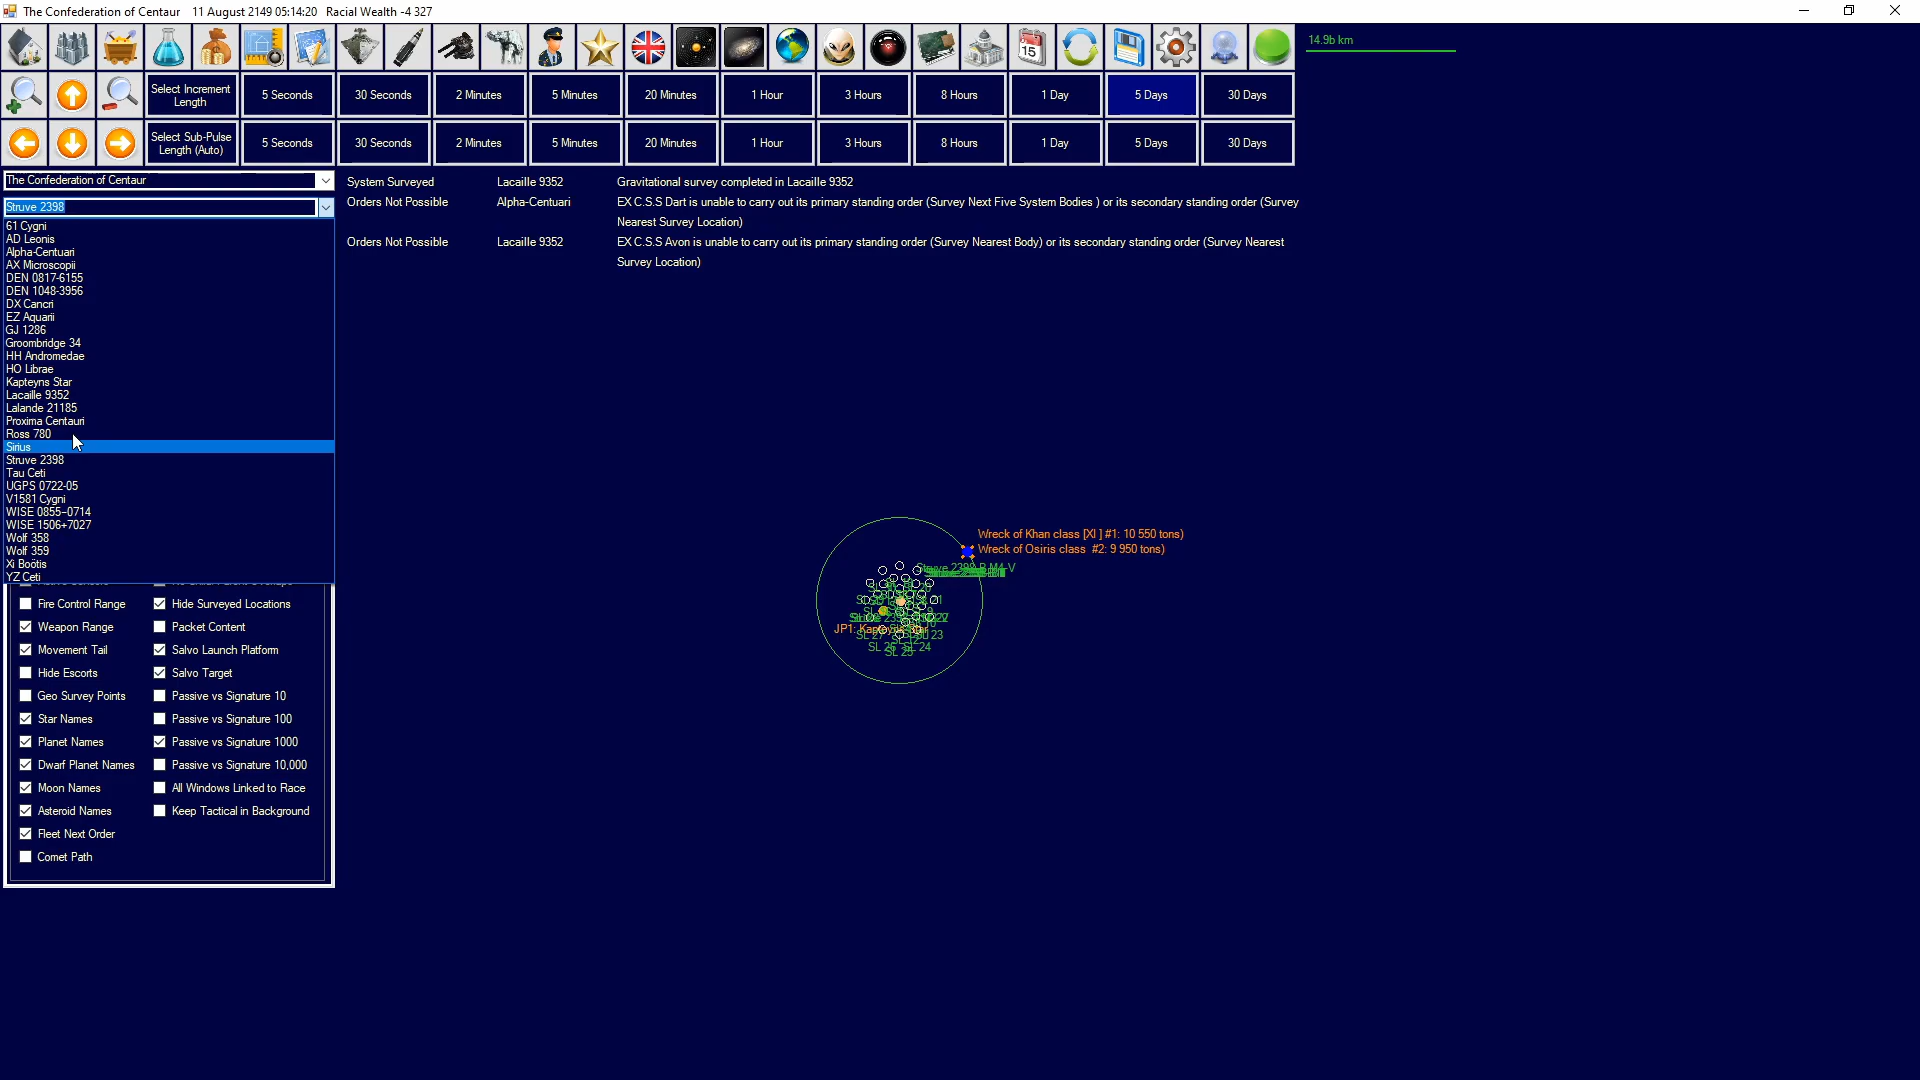 The Confederation of Centaur   11 August 2149 05:14:20   Racial Wealth -4 327
14.9b km
15
Select Increment Length
5 Seconds
30 Seconds
2 Minutes
5 Minutes
20 Minutes
1 Hour
3 Hours
8 Hours
1 Day
5 Days
30 Days
Select Sub-Pulse Length (Auto)
5 Seconds
30 Seconds
2 Minutes
5 Minutes
20 Minutes
1 Hour
3 Hours
8 Hours
1 Day
5 Days
30 Days
The Confederation of Centaur
Struve 2398
System Surveyed   Lacaille 9352   Gravitational survey completed in Lacaille 9352
Orders Not Possible   Alpha-Centuari   EX C.S.S Dart is unable to carry out its primary standing order (Survey Next Five System Bodies ) or its secondary standing order (Survey
Nearest Survey Location)
Orders Not Possible   Lacaille 9352   EX C.S.S Avon is unable to carry out its primary standing order (Survey Nearest Body) or its secondary standing order (Survey Nearest
Survey Location)
61 Cygni
AD Leonis
Alpha-Centuari
AX Microscopii
DEN 0817-6155
DEN 1048-3956
DX Cancri
EZ Aquarii
GJ 1286
Groombridge 34
HH Andromedae
HO Librae
Kapteyns Star
Lacaille 9352
Lalande 21185
Proxima Centauri
Ross 780
Sirius
Struve 2398
Tau Ceti
UGPS 0722-05
V1581 Cygni
WISE 0855–0714
WISE 1506+7027
Wolf 358
Wolf 359
Xi Boötis
YZ Ceti
Fire Control Range   Hide Surveyed Locations
Weapon Range   Packet Content
Movement Tail   Salvo Launch Platform
Hide Escorts   Salvo Target
Geo Survey Points   Passive vs Signature 10
Star Names   Passive vs Signature 100
Planet Names   Passive vs Signature 1000
Dwarf Planet Names   Passive vs Signature 10,000
Moon Names   All Windows Linked to Race
Asteroid Names   Keep Tactical in Background
Fleet Next Order
Comet Path
Wreck of Khan class [XI ] #1: 10 550 tons)
Wreck of Osiris class  #2: 9 950 tons)
Struve 2398-B M4-V
JP1: Kapteyns Star
SL 24
SL 25